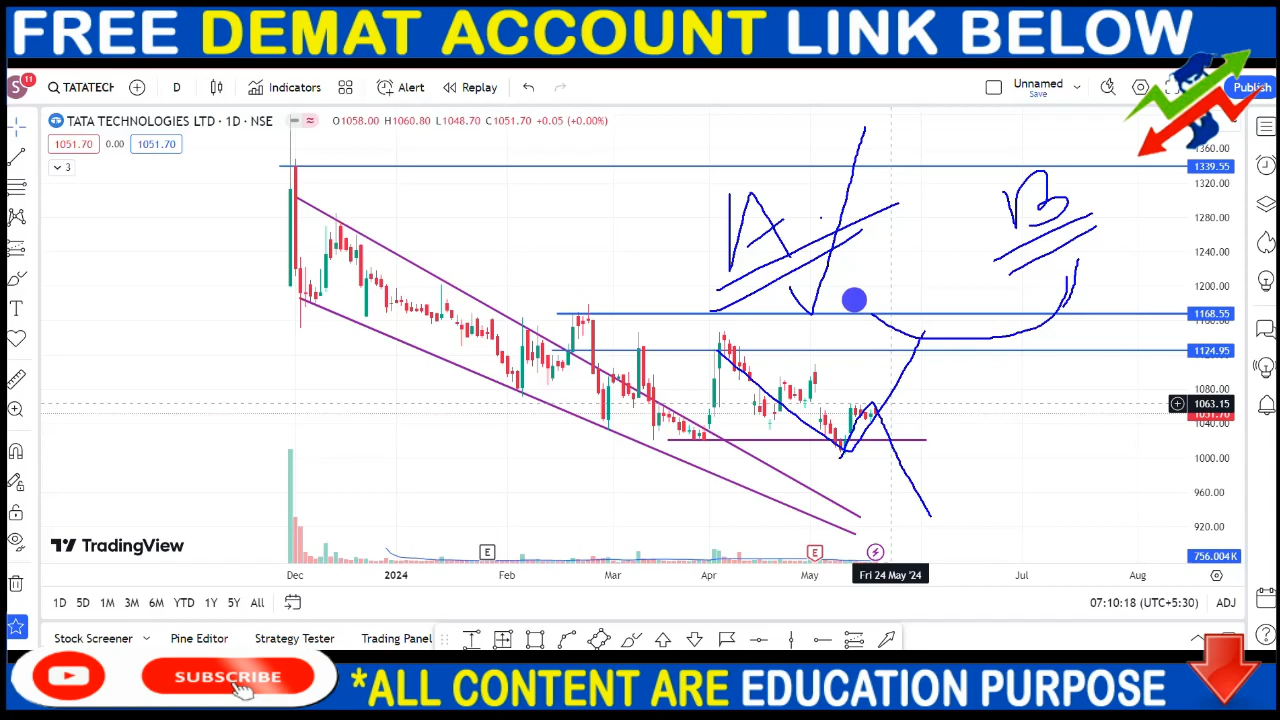 FREE DEMAT ACCOUNT LINK BELOW
S 11 TATATECH D Indicators Alert Replay Unnamed Save Publish
TATA TECHNOLOGIES LTD · 1D · NSE O1058.00 H1060.80 L1048.70 C1051.70 +0.05 (+0.00%)
1051.70 0.00 1051.70
3
1360.00
1339.55
1320.00
1280.00
1240.00
1200.00
1168.55
1124.95
1080.00
1063.15
1051.70
1040.00
1000.00
960.00
920.00
756.004K
A B
E E
TradingView
Dec 2024 Feb Mar Apr May Fri 24 May '24 Jul Aug
1D 5D 1M 3M 6M YTD 1Y 5Y All 07:10:18 (UTC+5:30) ADJ
Stock Screener Pine Editor Strategy Tester Trading Panel
SUBSCRIBE
*ALL CONTENT ARE EDUCATION PURPOSE